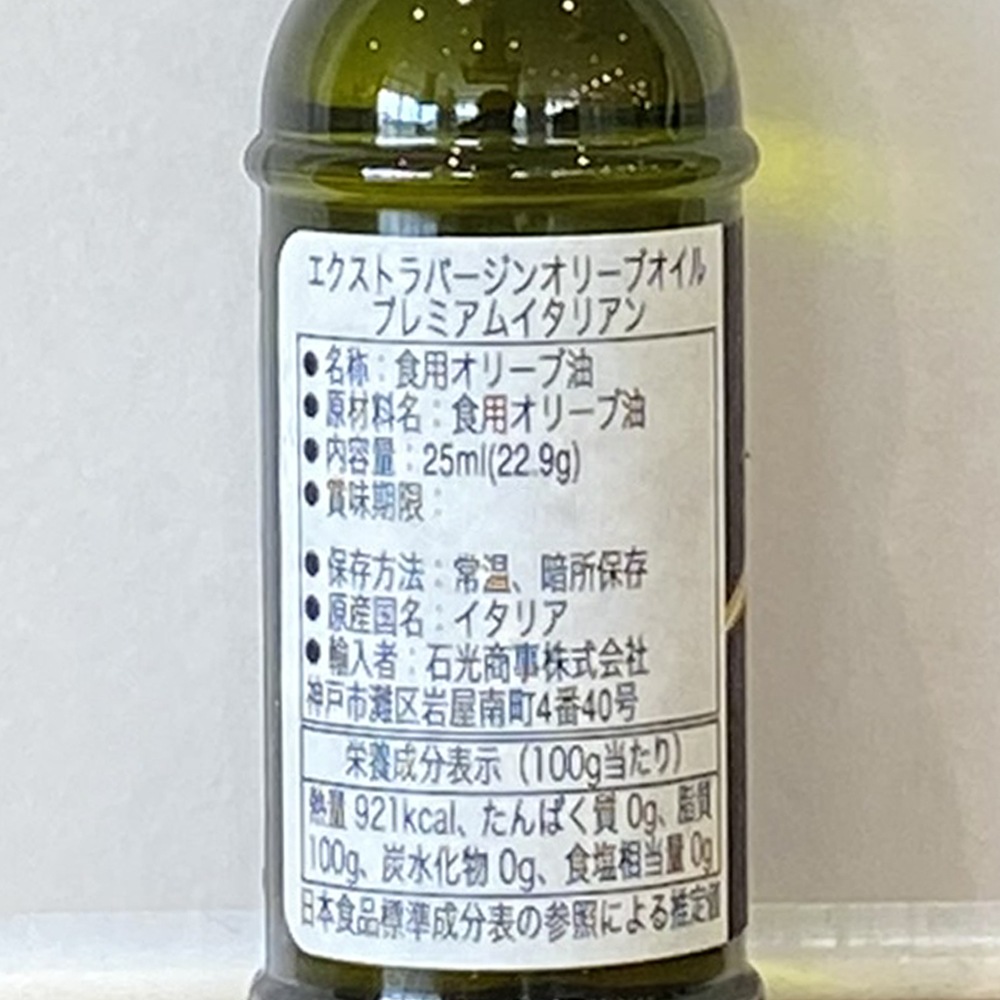 エクストラバージンオリーブオイル
プレミアムイタリアン
●名称：食用オリーブ油
●原材料名：食用オリーブ油
●内容量：25ml(22.9g)
●賞味期限：
●保存方法：常温、暗所保存
●原産国名：イタリア
●輸入者：石光商事株式会社
神戸市灘区岩屋南町4番40号
栄養成分表示（100g当たり）
熱量 921kcal、たんぱく質 0g、脂質
100g、炭水化物 0g、食塩相当量 0g
日本食品標準成分表の参照による推定値